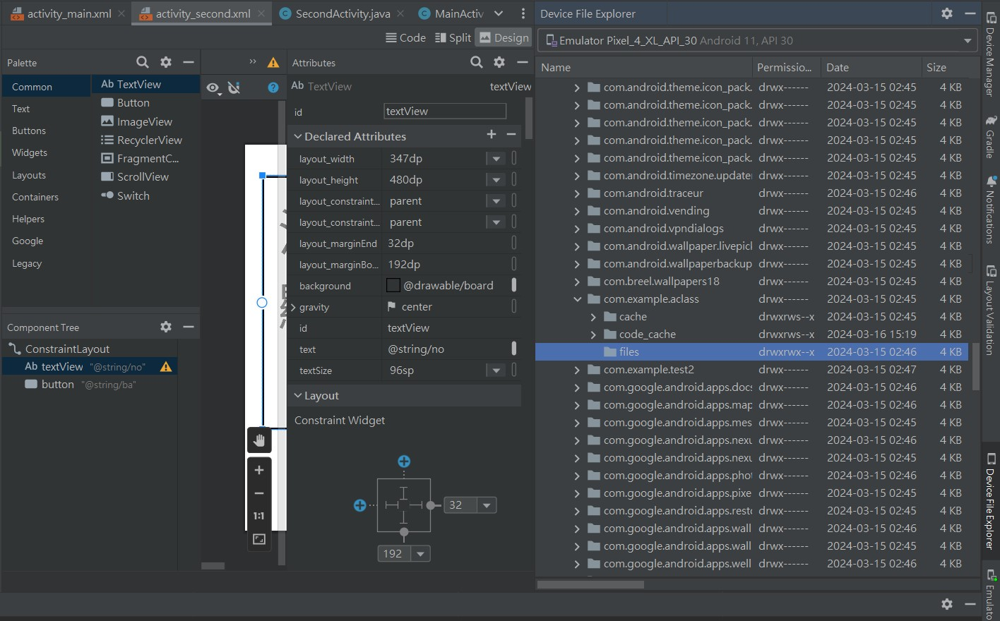 activity_main.xml
activity_second.xml
SecondActivity.java
MainActiv
Code
Split
Design
Palette
Common
Text
Buttons
Widgets
Layouts
Containers
Helpers
Google
Legacy
Ab TextView
Button
ImageView
RecyclerView
FragmentC...
ScrollView
Switch
Component Tree
ConstraintLayout
Ab textView "@string/no"
button "@string/ba"
»
?
1:1
Attributes
Ab TextView textView
id textView
Declared Attributes
layout_width 347dp
layout_height 480dp
layout_constraint... parent
layout_constraint... parent
layout_marginEnd 32dp
layout_marginBo... 192dp
background @drawable/board
gravity center
id textView
text @string/no
textSize 96sp
Layout
Constraint Widget
32
192
Device File Explorer
Emulator Pixel_4_XL_API_30 Android 11, API 30
Name Permissio... Date Size
com.android.theme.icon_pack. drwx------ 2024-03-15 02:45 4 KB
com.android.theme.icon_pack. drwx------ 2024-03-15 02:45 4 KB
com.android.theme.icon_pack. drwx------ 2024-03-15 02:45 4 KB
com.android.theme.icon_pack. drwx------ 2024-03-15 02:45 4 KB
com.android.theme.icon_pack. drwx------ 2024-03-15 02:45 4 KB
com.android.timezone.update drwx------ 2024-03-15 02:45 4 KB
com.android.traceur drwx------ 2024-03-15 02:46 4 KB
com.android.vending drwx------ 2024-03-15 02:45 4 KB
com.android.vpndialogs drwx------ 2024-03-15 02:45 4 KB
com.android.wallpaper.livepicl drwx------ 2024-03-15 02:45 4 KB
com.android.wallpaperbackup drwx------ 2024-03-15 02:45 4 KB
com.breel.wallpapers18 drwx------ 2024-03-15 02:45 4 KB
com.example.aclass drwx------ 2024-03-15 02:45 4 KB
cache drwxrws--x 2024-03-15 02:45 4 KB
code_cache drwxrws--x 2024-03-16 15:19 4 KB
files drwxrwx--x 2024-03-15 02:46 4 KB
com.example.test2 drwx------ 2024-03-15 02:47 4 KB
com.google.android.apps.docs drwx------ 2024-03-15 02:46 4 KB
com.google.android.apps.map drwx------ 2024-03-15 02:46 4 KB
com.google.android.apps.mes drwx------ 2024-03-15 02:45 4 KB
com.google.android.apps.nexu drwx------ 2024-03-15 02:46 4 KB
com.google.android.apps.nexu drwx------ 2024-03-15 02:45 4 KB
com.google.android.apps.phot drwx------ 2024-03-15 02:46 4 KB
com.google.android.apps.pixe drwx------ 2024-03-15 02:45 4 KB
com.google.android.apps.rest drwx------ 2024-03-15 02:45 4 KB
com.google.android.apps.wall drwx------ 2024-03-15 02:46 4 KB
com.google.android.apps.wall drwx------ 2024-03-15 02:45 4 KB
com.google.android.apps.well drwx------ 2024-03-15 02:46 4 KB
Device Manager
Gradle
Notifications
Layout Validation
Device File Explorer
Emulato